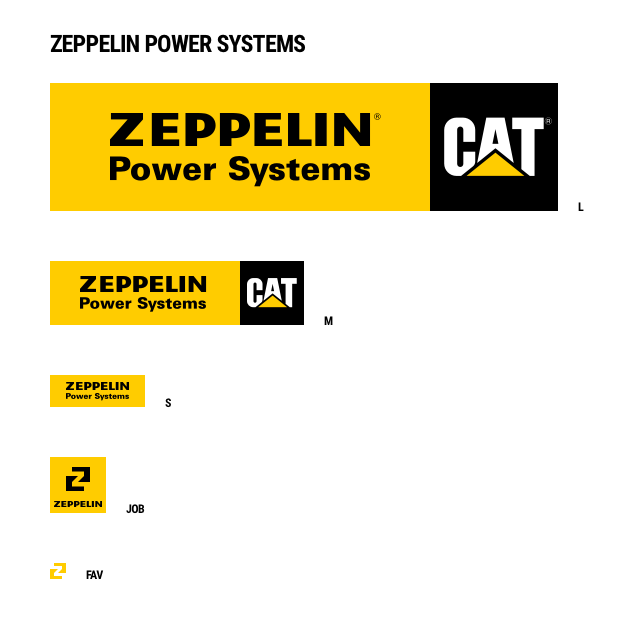 ZEPPELIN POWER SYSTEMS
ZEPPELIN®
Power Systems
CAT®
L
ZEPPELIN
Power Systems
CAT
M
ZEPPELIN
Power Systems
S
Z
ZEPPELIN
JOB
Z
FAV